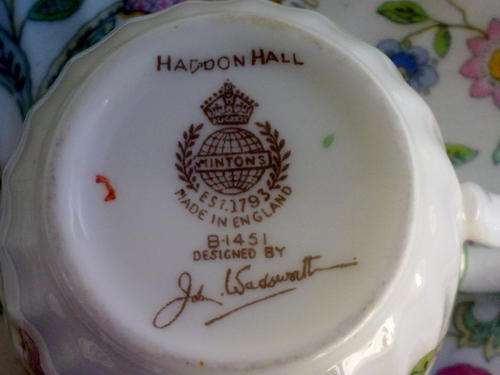 HADDON HALL
MINTONS
EST. 1793
MADE IN ENGLAND
B·1451
DESIGNED BY
John Wadsworth